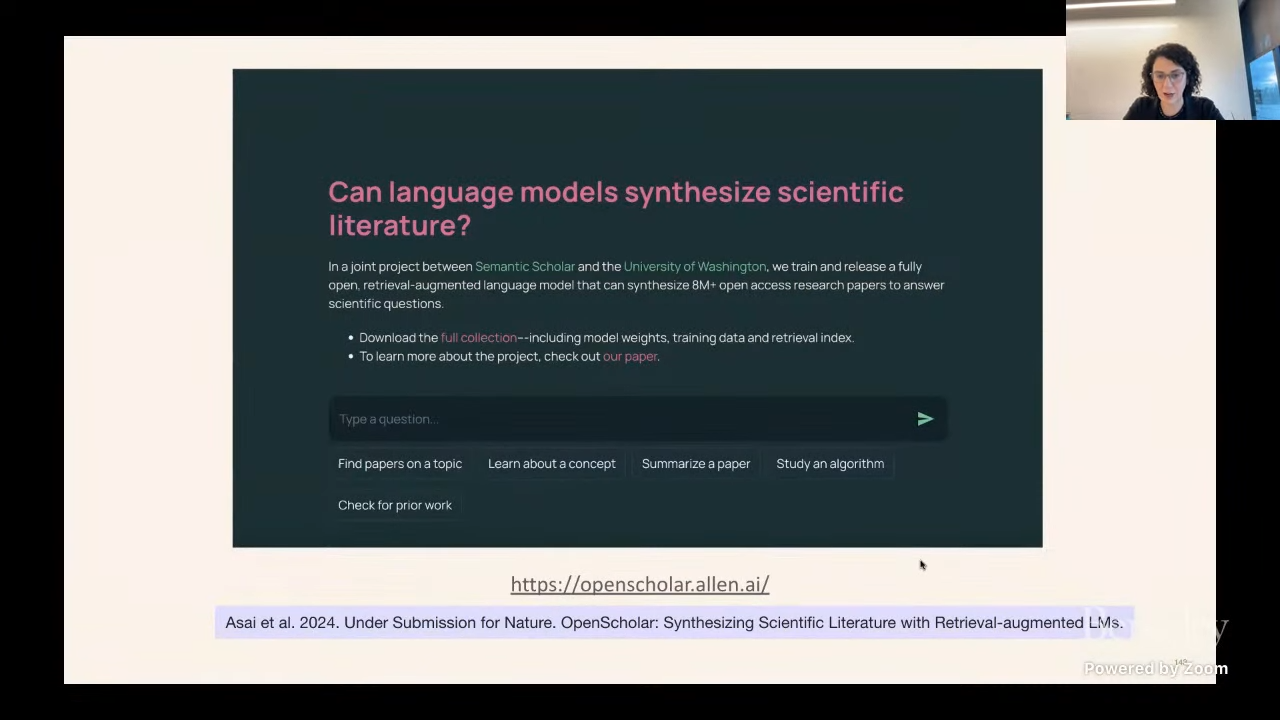 Can language models synthesize scientific
literature?
In a joint project between Semantic Scholar and the University of Washington, we train and release a fully
open, retrieval-augmented language model that can synthesize 8M+ open access research papers to answer
scientific questions.
• Download the full collection--including model weights, training data and retrieval index.
• To learn more about the project, check out our paper.
Type a question...
Find papers on a topic
Learn about a concept
Summarize a paper
Study an algorithm
Check for prior work
https://openscholar.allen.ai/
Asai et al. 2024. Under Submission for Nature. OpenScholar: Synthesizing Scientific Literature with Retrieval-augmented LMs.
Powered by Zoom